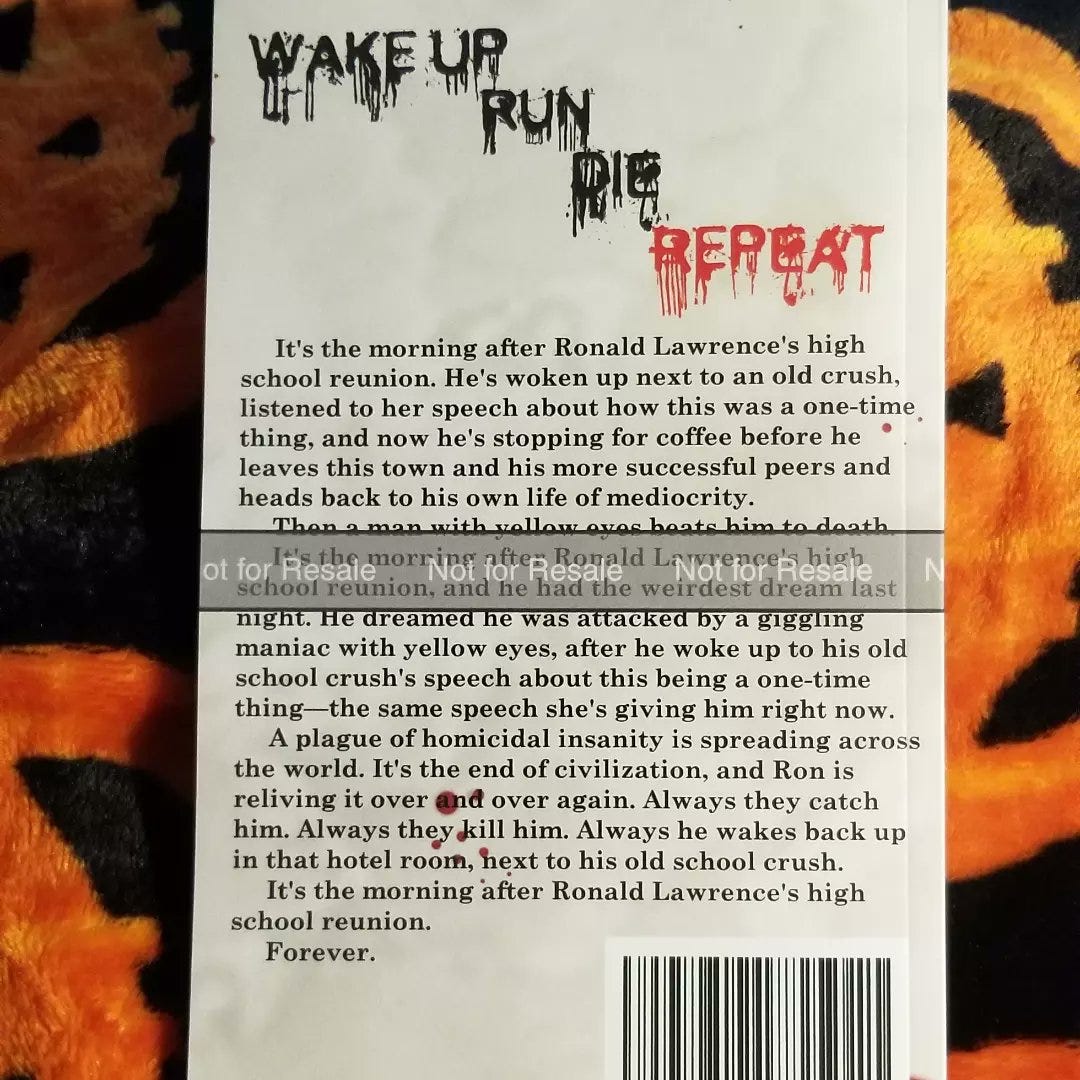 WAKE UP
RUN
DIE
REPEAT
It's the morning after Ronald Lawrence's high
school reunion. He's woken up next to an old crush,
listened to her speech about how this was a one-time
thing, and now he's stopping for coffee before he
leaves this town and his more successful peers and
heads back to his own life of mediocrity.
Then a man with yellow eyes beats him to death.
It's the morning after Ronald Lawrence's high
ot for Resale Not for Resale Not for Resale N
school reunion, and he had the weirdest dream last
night. He dreamed he was attacked by a giggling
maniac with yellow eyes, after he woke up to his old
school crush's speech about this being a one-time
thing—the same speech she's giving him right now.
A plague of homicidal insanity is spreading across
the world. It's the end of civilization, and Ron is
reliving it over and over again. Always they catch
him. Always they kill him. Always he wakes back up
in that hotel room, next to his old school crush.
It's the morning after Ronald Lawrence's high
school reunion.
Forever.